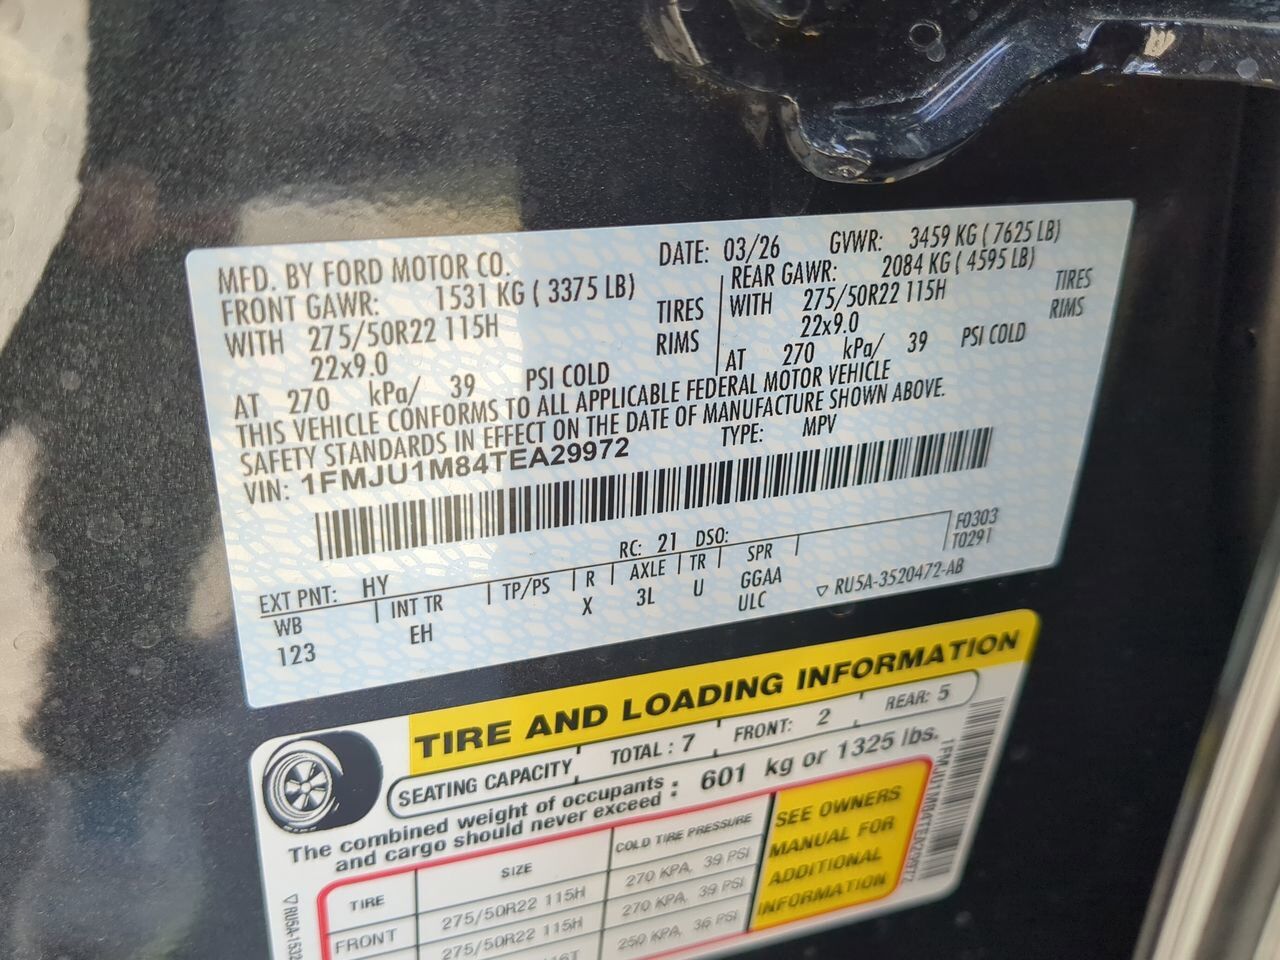 MFD. BY FORD MOTOR CO. DATE: 03/26 GVWR: 3459 KG ( 7625 LB)
FRONT GAWR: 1531 KG ( 3375 LB) REAR GAWR: 2084 KG ( 4595 LB)
WITH 275/50R22 115H TIRES WITH 275/50R22 115H TIRES
22x9.0 RIMS 22x9.0 RIMS
AT 270 kPa/ 39 PSI COLD AT 270 kPa/ 39 PSI COLD
THIS VEHICLE CONFORMS TO ALL APPLICABLE FEDERAL MOTOR VEHICLE
SAFETY STANDARDS IN EFFECT ON THE DATE OF MANUFACTURE SHOWN ABOVE.
VIN: 1FMJU1M84TEA29972 TYPE: MPV
F0303
T0291
EXT PNT: HY RC: 21 DSO:
WB INT TR TP/PS R AXLE TR SPR
123 EH X 3L U GGAA
ULC
▽ RU5A-3520472-AB
TIRE AND LOADING INFORMATION
SEATING CAPACITY TOTAL : 7 FRONT: 2 REAR: 5
The combined weight of occupants
and cargo should never exceed : 601 kg or 1325 lbs.
TIRE SIZE COLD TIRE PRESSURE
FRONT 275/50R22 115H 270 KPA, 39 PSI
275/50R22 115H 270 KPA, 39 PSI
250 KPA, 36 PSI
SEE OWNERS
MANUAL FOR
ADDITIONAL
INFORMATION
1FMJU1M84TEA29972